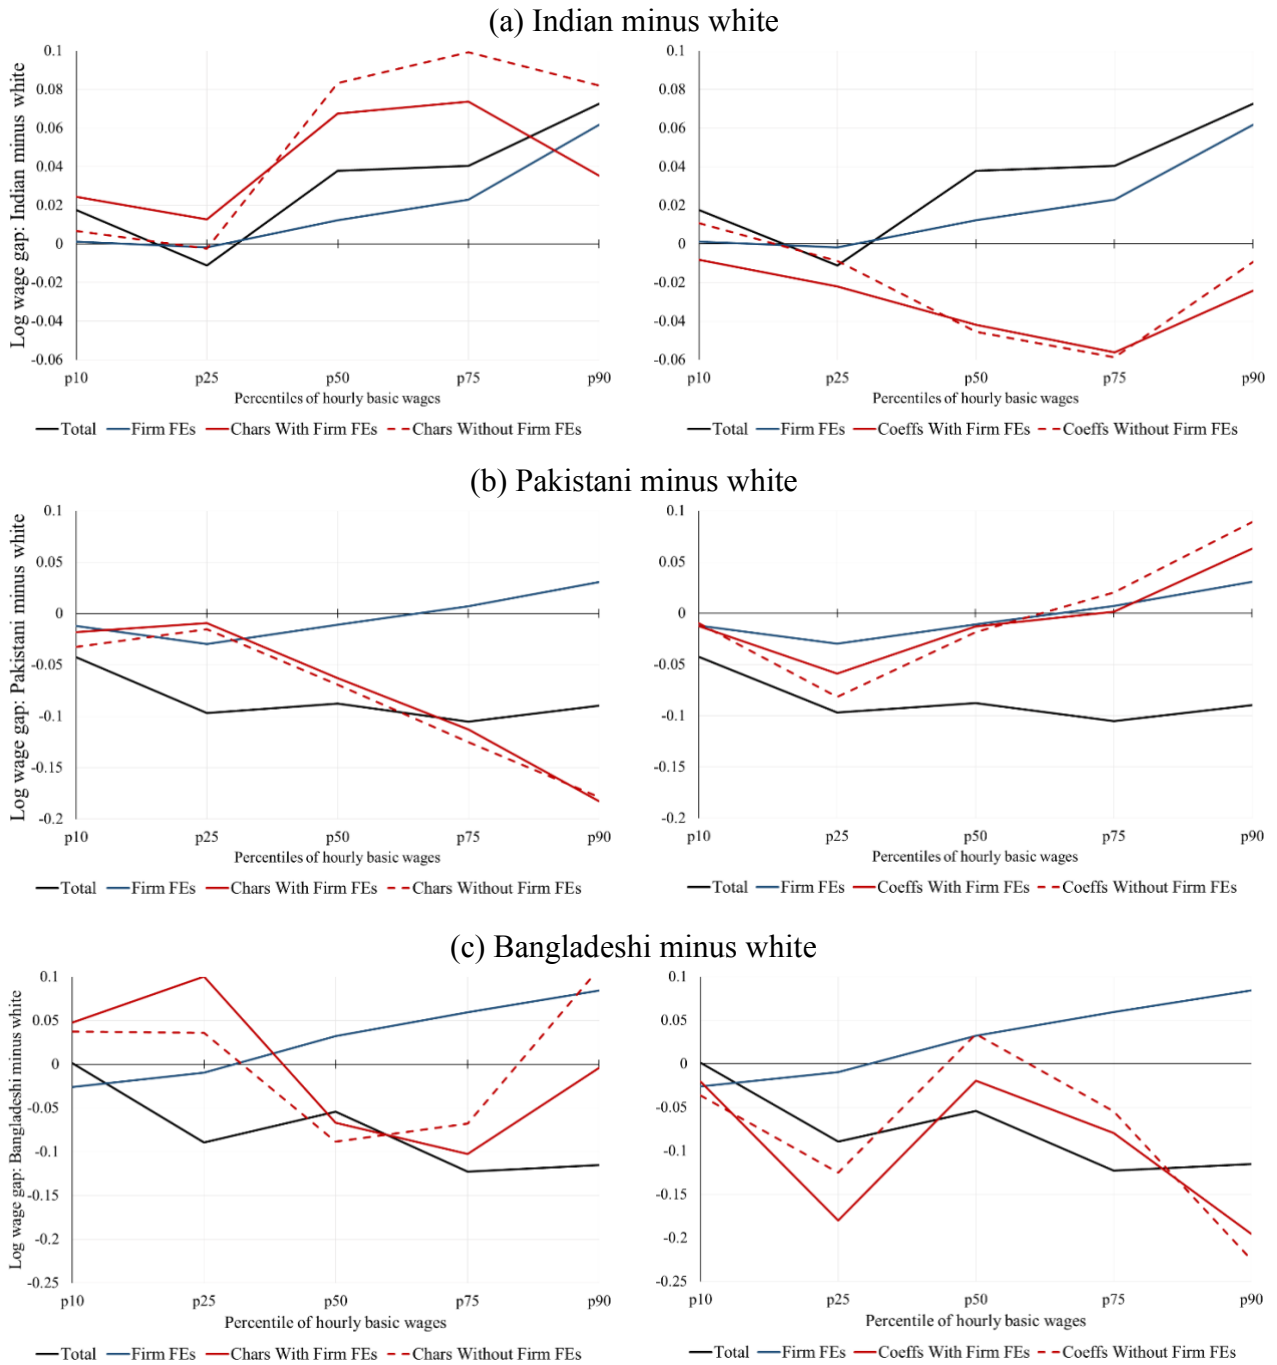 (a) Indian minus white
Log wage gap: Indian minus white
0.1
0.08
0.06
0.04
0.02
0
-0.02
-0.04
-0.06
p10 p25 p50 p75 p90
Percentiles of hourly basic wages
Total Firm FEs Chars With Firm FEs Chars Without Firm FEs
0.1
0.08
0.06
0.04
0.02
0
-0.02
-0.04
-0.06
p10 p25 p50 p75 p90
Percentiles of hourly basic wages
Total Firm FEs Coeffs With Firm FEs Coeffs Without Firm FEs
(b) Pakistani minus white
Log wage gap: Pakistani minus white
0.1
0.05
0
-0.05
-0.1
-0.15
-0.2
p10 p25 p50 p75 p90
Percentiles of hourly basic wages
Total Firm FEs Chars With Firm FEs Chars Without Firm FEs
0.1
0.05
0
-0.05
-0.1
-0.15
-0.2
p10 p25 p50 p75 p90
Percentiles of hourly basic wages
Total Firm FEs Coeffs With Firm FEs Coeffs Without Firm FEs
(c) Bangladeshi minus white
Log wage gap: Bangladeshi minus white
0.1
0.05
0
-0.05
-0.1
-0.15
-0.2
-0.25
p10 p25 p50 p75 p90
Percentile of hourly basic wages
Total Firm FEs Chars With Firm FEs Chars Without Firm FEs
0.1
0.05
0
-0.05
-0.1
-0.15
-0.2
-0.25
p10 p25 p50 p75 p90
Percentiles of hourly basic wages
Total Firm FEs Coeffs With Firm FEs Coeffs Without Firm FEs